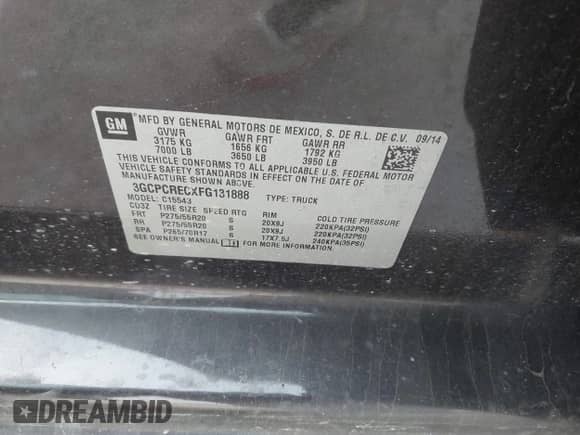 GM
MFD BY GENERAL MOTORS DE MEXICO, S. DE R.L. DE C.V. 09/14
GVWR GAWR FRT GAWR RR
3175 KG 1656 KG 1792 KG
7000 LB 3650 LB 3950 LB
THIS VEHICLE CONFORMS TO ALL APPLICABLE U.S. FEDERAL MOTOR
VEHICLE SAFETY STANDARDS IN EFFECT ON THE DATE OF
MANUFACTURE SHOWN ABOVE.
3GCPCRECXFG131888 TYPE: TRUCK
MODEL: C15543
CD3Z TIRE SIZE SPEED RTG RIM COLD TIRE PRESSURE
FRT P275/55R20 S 20X9J 220KPA(32PSI)
RR P275/55R20 S 20X9J 220KPA(32PSI)
SPA P265/70R17 S 17X7.5J 240KPA(35PSI)
SEE OWNER'S MANUAL FOR MORE INFORMATION.
DREAMBID